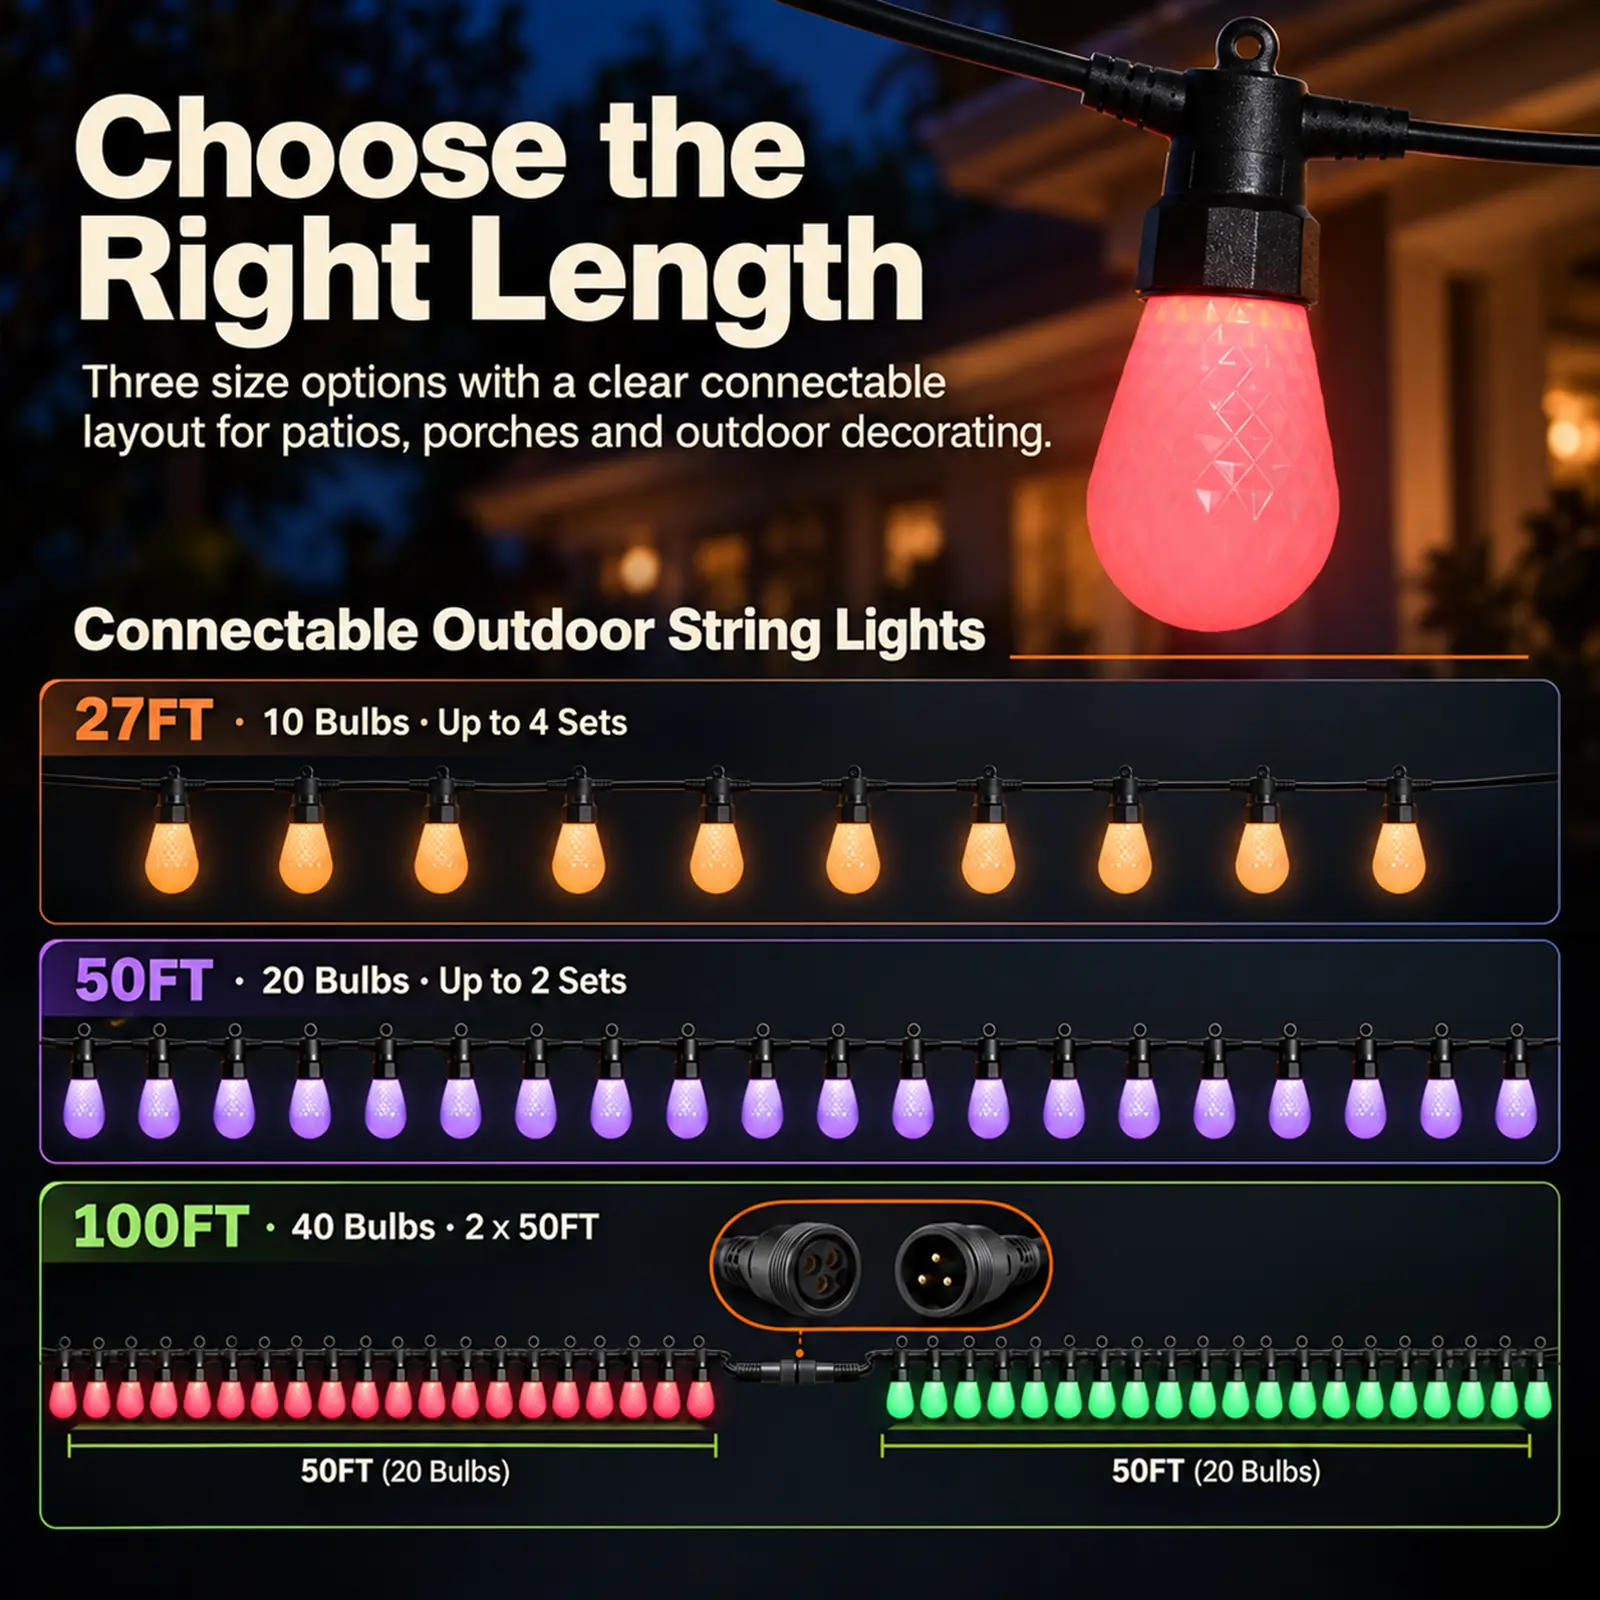 Choose the
Right Length
Three size options with a clear connectable
layout for patios, porches and outdoor decorating.
Connectable Outdoor String Lights
27FT · 10 Bulbs · Up to 4 Sets
50FT · 20 Bulbs · Up to 2 Sets
100FT · 40 Bulbs · 2 x 50FT
50FT (20 Bulbs)
50FT (20 Bulbs)